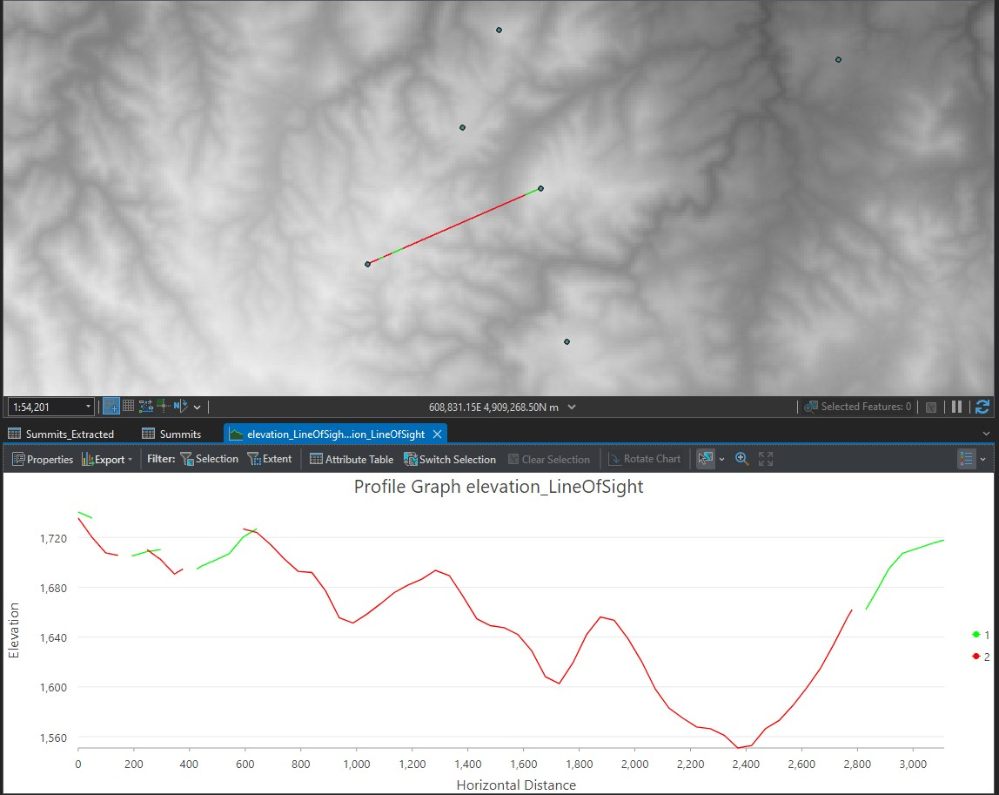 1:54,201
608,831.15E 4,909,268.50N m
Selected Features: 0
Summits_Extracted
Summits
elevation_LineOfSigh...ion_LineOfSight
Properties
Export
Filter:
Selection
Extent
Attribute Table
Switch Selection
Clear Selection
Rotate Chart
Profile Graph elevation_LineOfSight
1,720
1,680
1,640
1,600
1,560
Elevation
0 200 400 600 800 1,000 1,200 1,400 1,600 1,800 2,000 2,200 2,400 2,600 2,800 3,000
Horizontal Distance
1
2